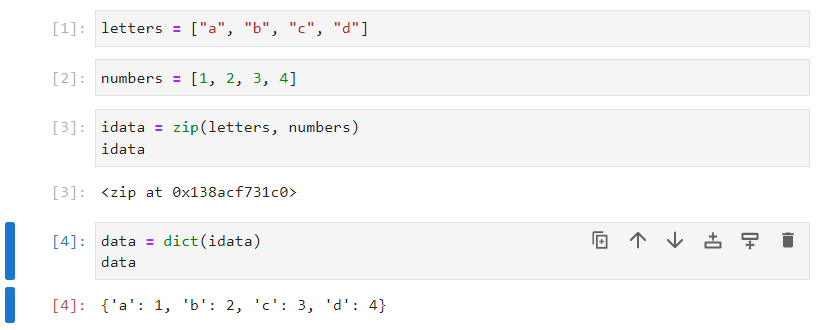 [1]: letters = ["a", "b", "c", "d"]
[2]: numbers = [1, 2, 3, 4]
[3]: idata = zip(letters, numbers)
idata
[3]: <zip at 0x138acf731c0>
[4]: data = dict(idata)
data
[4]: {'a': 1, 'b': 2, 'c': 3, 'd': 4}